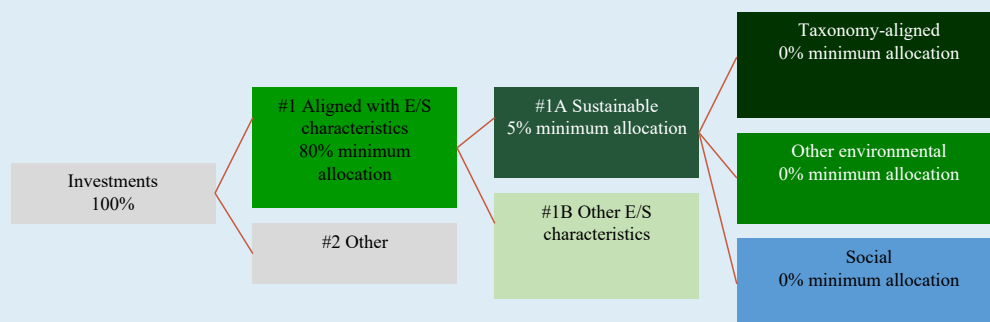 Investments
100%
#1 Aligned with E/S
characteristics
80% minimum
allocation
#2 Other
#1A Sustainable
5% minimum allocation
#1B Other E/S
characteristics
Taxonomy-aligned
0% minimum allocation
Other environmental
0% minimum allocation
Social
0% minimum allocation